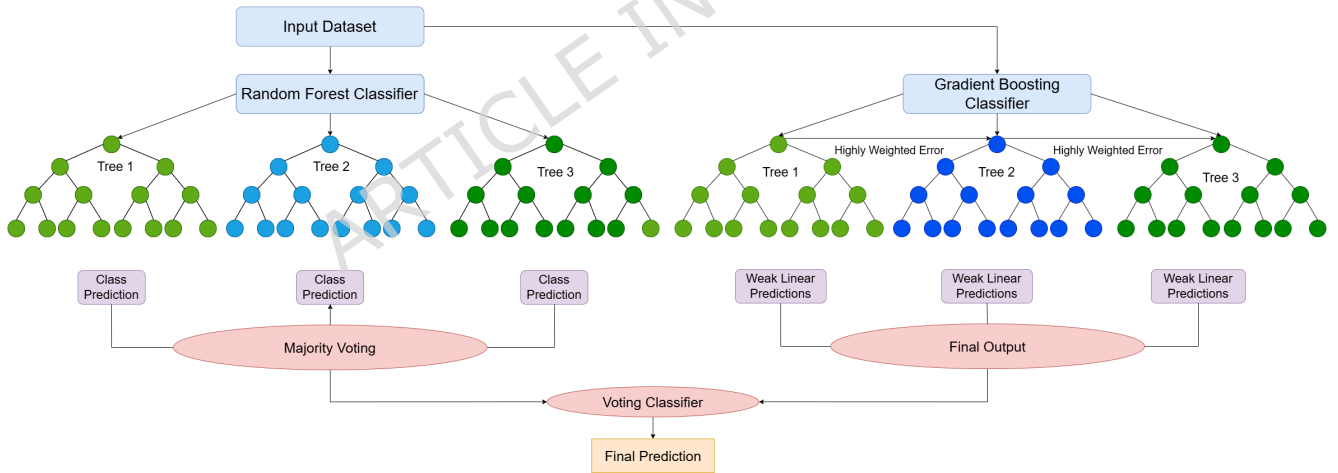 Input Dataset
ARTICLE IN
Random Forest Classifier
Gradient Boosting
Classifier
Tree 1
Tree 2
Tree 3
Highly Weighted Error
Highly Weighted Error
Tree 1
Tree 2
Tree 3
Class
Prediction
Class
Prediction
Class
Prediction
Weak Linear
Predictions
Weak Linear
Predictions
Weak Linear
Predictions
Majority Voting
Final Output
Voting Classifier
Final Prediction